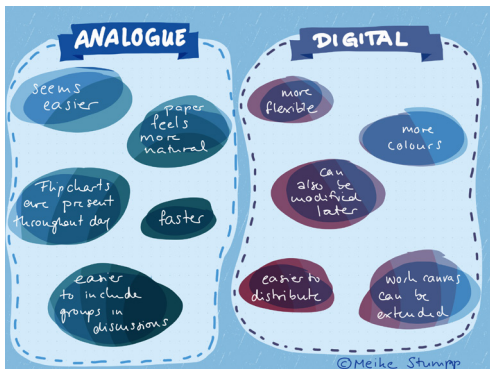 ANALOGUE
seems
easier
paper
feels
more
natural
Flipcharts
are present
throughout day
faster
easier
to include
groups in
discussions
DIGITAL
more
flexible
more
colours
can
also be
modified
later
easier to
distribute
work canvas
can be
extended
©Meike Stumpp